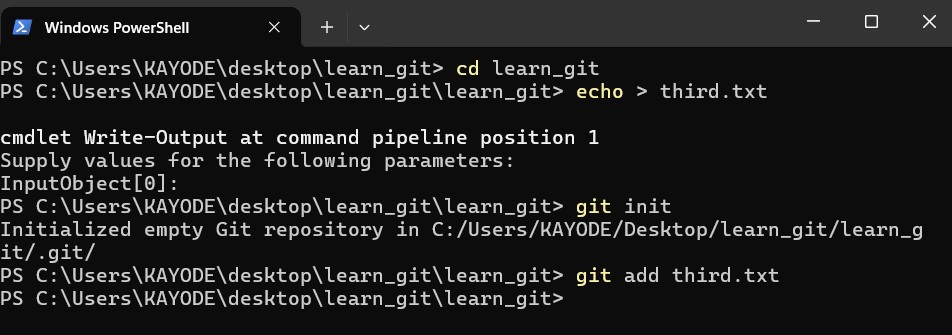 Windows PowerShell
PS C:\Users\KAYODE\desktop\learn_git> cd learn_git
PS C:\Users\KAYODE\desktop\learn_git\learn_git> echo > third.txt
cmdlet Write-Output at command pipeline position 1
Supply values for the following parameters:
InputObject[0]:
PS C:\Users\KAYODE\desktop\learn_git\learn_git> git init
Initialized empty Git repository in C:/Users/KAYODE/Desktop/learn_git/learn_g
it/.git/
PS C:\Users\KAYODE\desktop\learn_git\learn_git> git add third.txt
PS C:\Users\KAYODE\desktop\learn_git\learn_git>